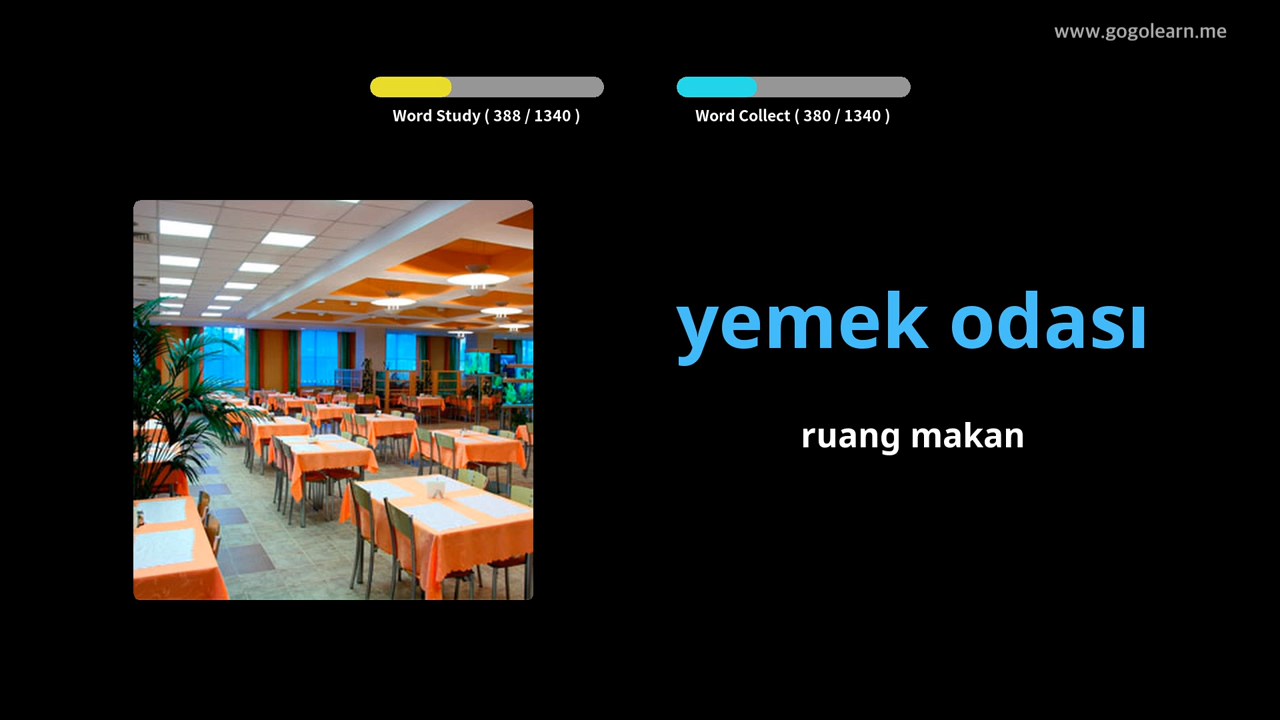 www.gogolearn.me
Word Study ( 388 / 1340 )
Word Collect ( 380 / 1340 )
yemek odası
ruang makan